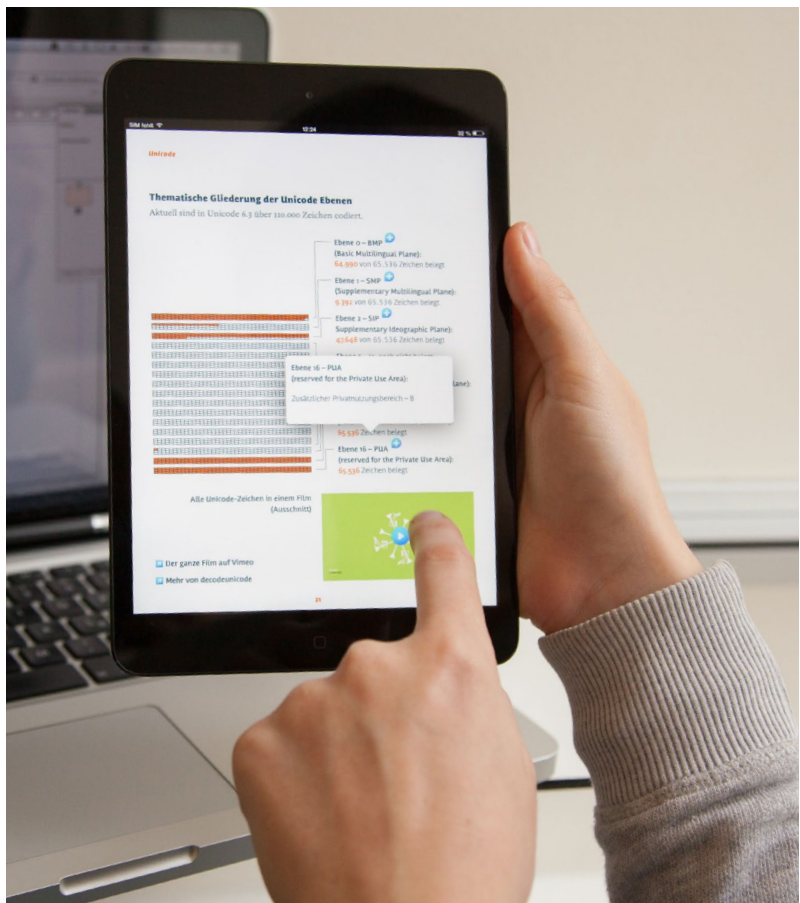 SIM fehlt
12:34
Unicode
Thematische Gliederung der Unicode Ebenen
Aktuell sind in Unicode 6.3 über 110.000 Zeichen codiert.
Ebene 0 – BMP
(Basic Multilingual Plane):
64.990 von 65.536 Zeichen belegt
Ebene 1 – SMP
(Supplementary Multilingual Plane):
9.392 von 65.536 Zeichen belegt
Ebene 2 – SIP
Supplementary Ideographic Plane):
47.648 von 65.536 Zeichen belegt
Ebene 16 – PUA
(reserved for the Private Use Area):
lane):
Zusätzlicher Privatnutzungsbereich – B
65.536 Zeichen belegt
Ebene 16 – PUA
(reserved for the Private Use Area):
65.536 Zeichen belegt
Alle Unicode-Zeichen in einem Film
(Ausschnitt)
Der ganze Film auf Vimeo
Mehr von decodeunicode
21